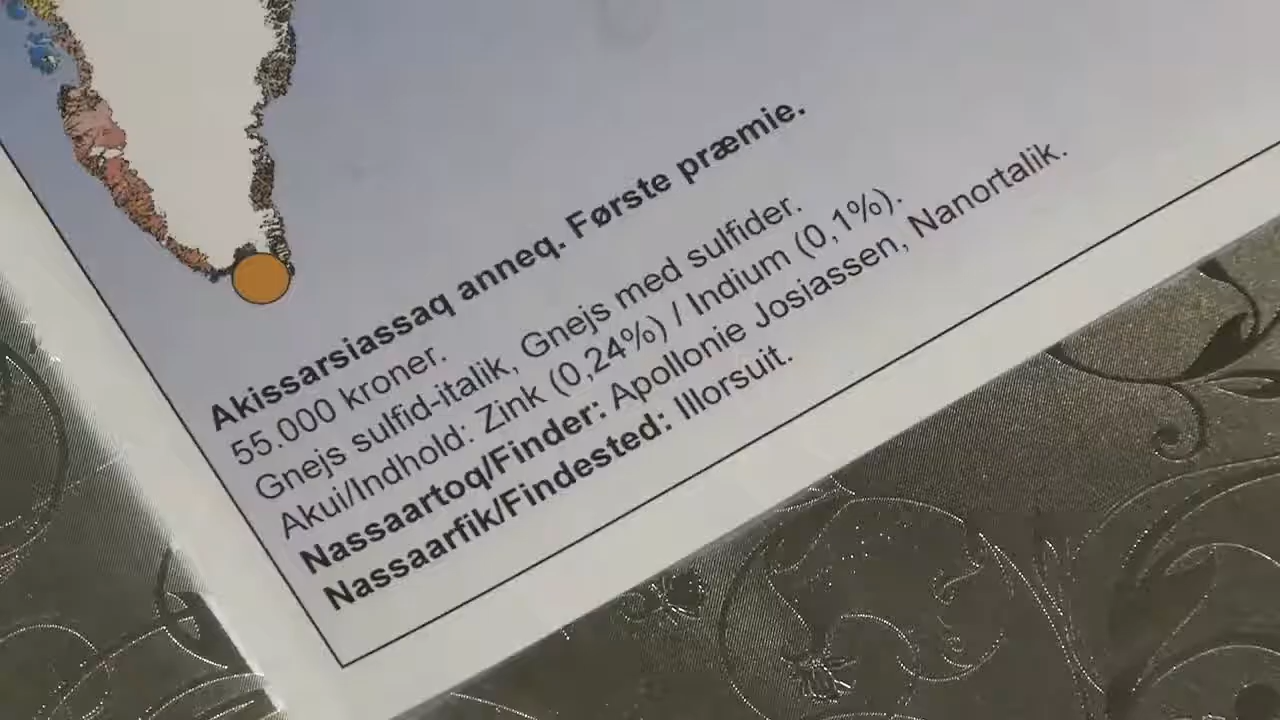 Akissarsiassaq anneq. Første præmie.
55.000 kroner.
Gnejs sulfid-italik, Gnejs med sulfider.
Akui/Indhold: Zink (0,24%) / Indium (0,1%).
Nassaartoq/Finder: Apollonie Josiassen, Nanortalik.
Nassaarfik/Findested: Illorsuit.